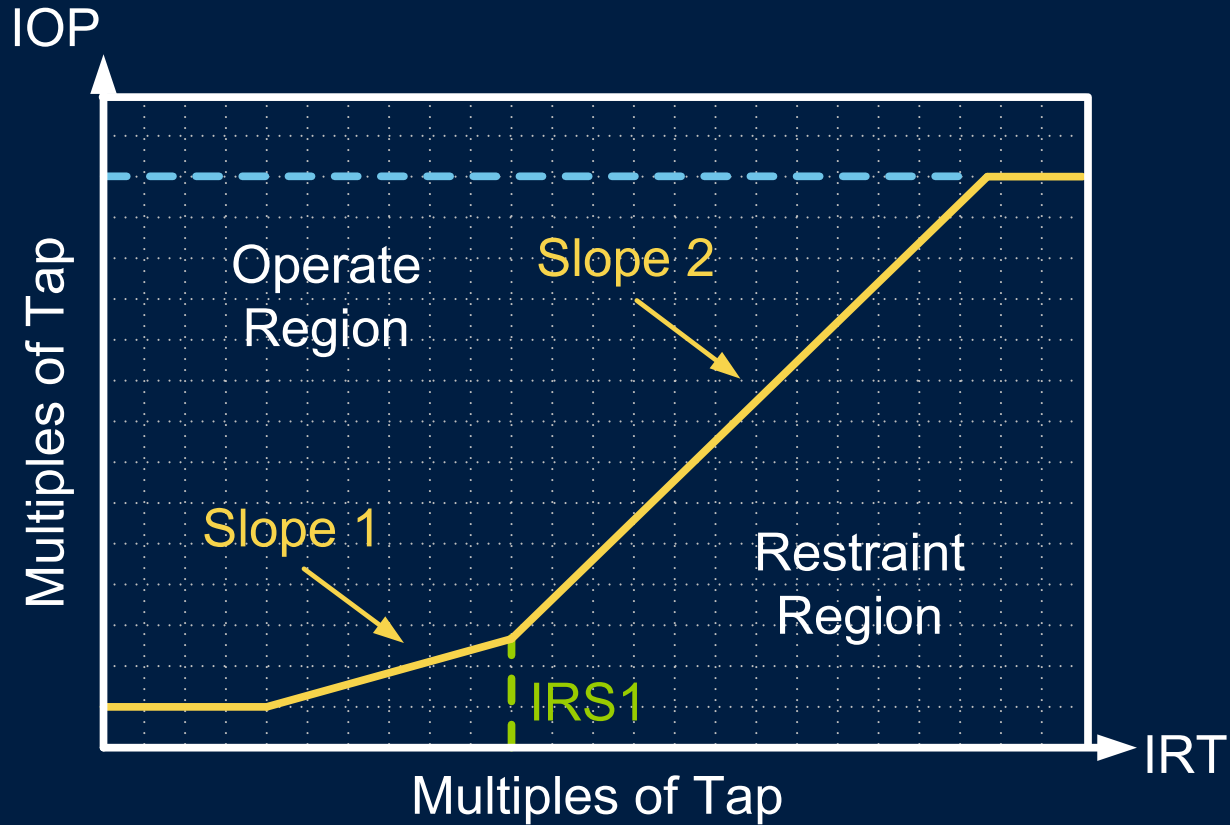 IOP
Multiples of Tap
Operate
Region
Slope 2
Slope 1
Restraint
Region
IRS1
IRT
Multiples of Tap